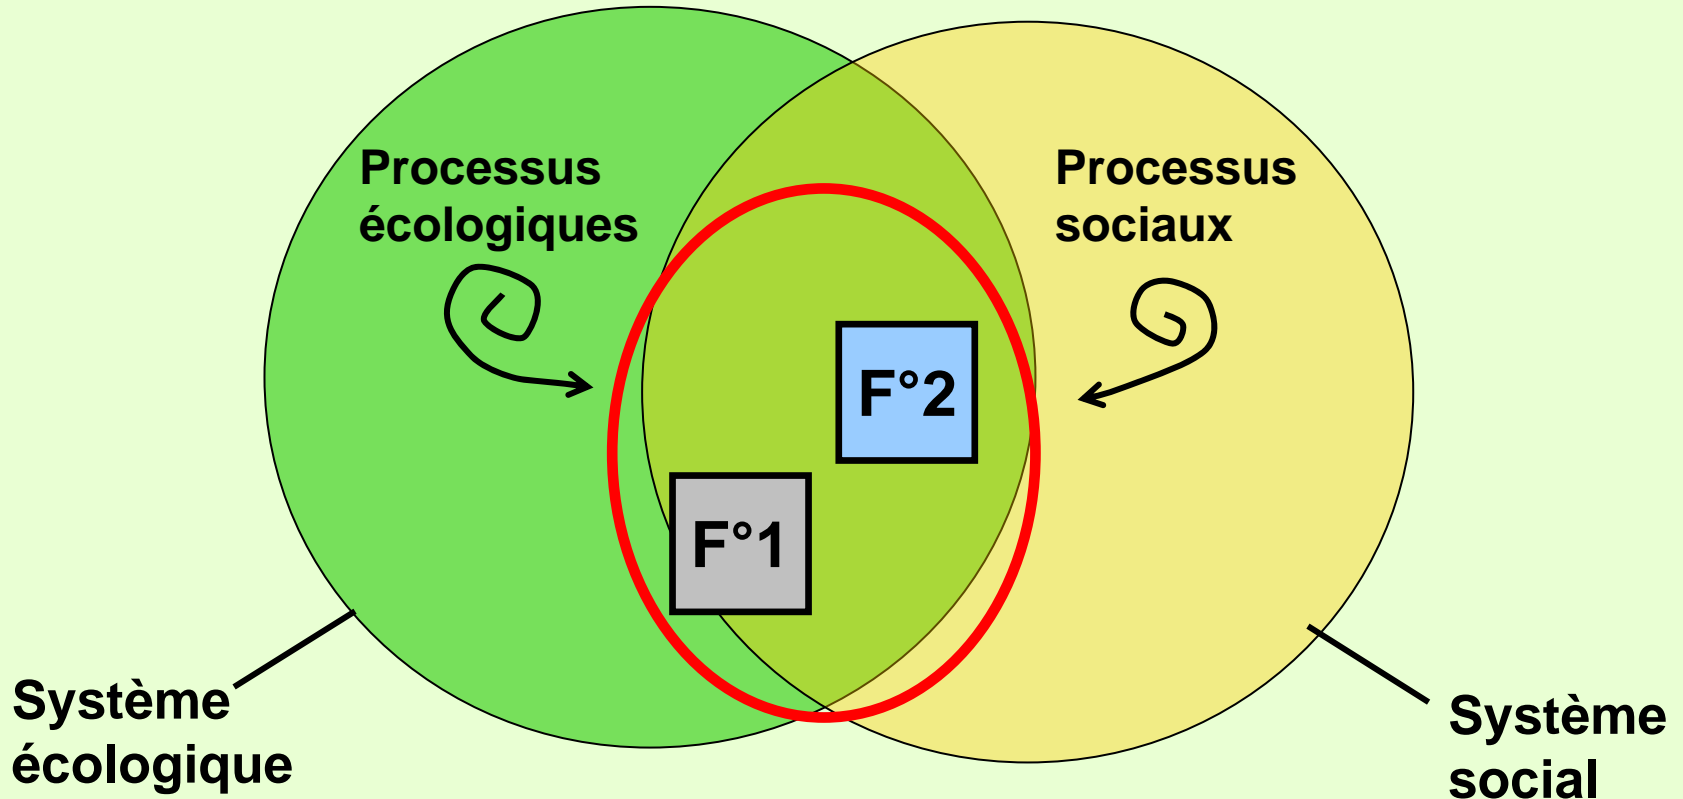 Processus
écologiques
Processus
sociaux
F°2
F°1
Système
écologique
Système
social